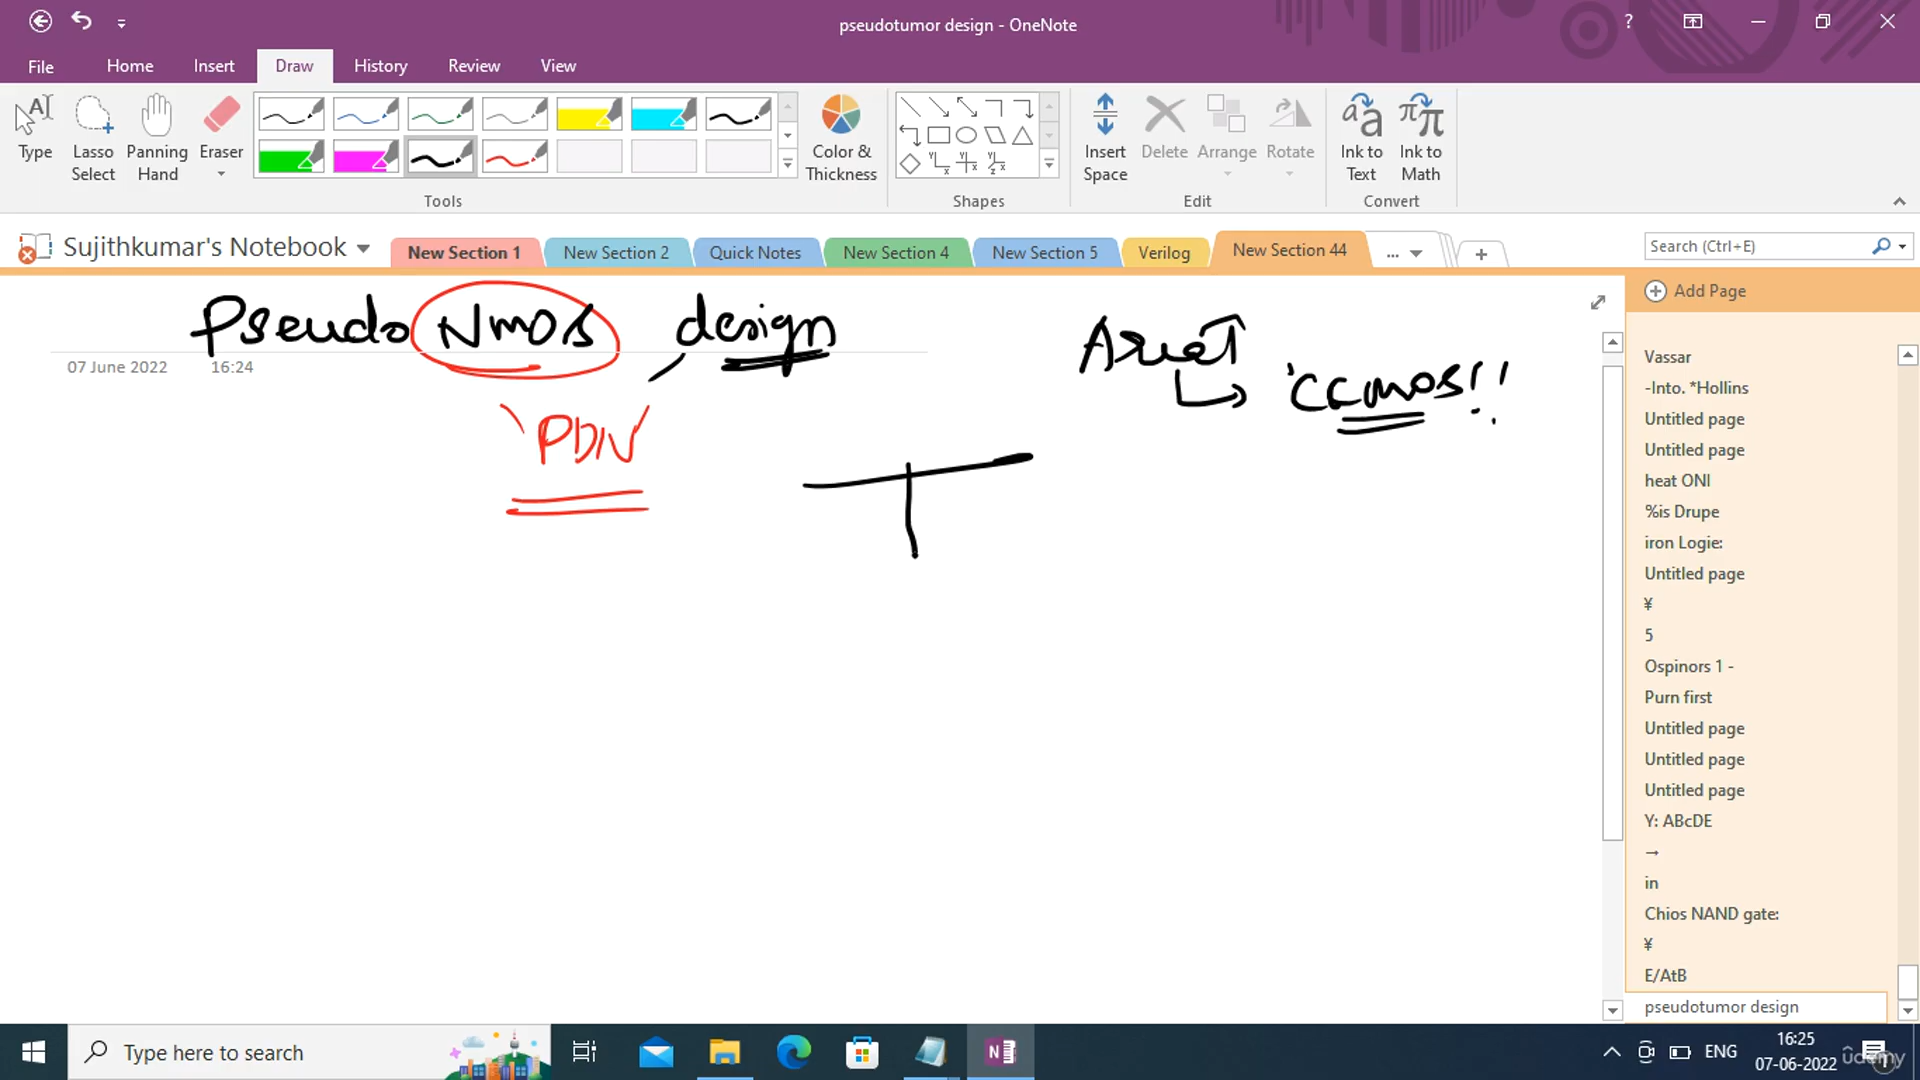 pseudotumor design - OneNote
?
File Home Insert Draw History Review View
Type
Lasso Select
Panning Hand
Eraser
Color & Thickness
Insert Space
Delete
Arrange
Rotate
Ink to Text
Ink to Math
Tools
Shapes
Edit
Convert
Sujithkumar's Notebook
New Section 1
New Section 2
Quick Notes
New Section 4
New Section 5
Verilog
New Section 44
...
Search (Ctrl+E)
Pseudo NMOS design
07 June 2022 16:24
'PDN'
Area↑
'CCMOS!!
Add Page
Vassar
-Into. *Hollins
Untitled page
Untitled page
heat ONI
%is Drupe
iron Logie:
Untitled page
¥
5
Ospinors 1 -
Purn first
Untitled page
Untitled page
Untitled page
Y: ABcDE
→
in
Chios NAND gate:
¥
E/AtB
pseudotumor design
Type here to search
ENG
16:25
07-06-2022
udemy